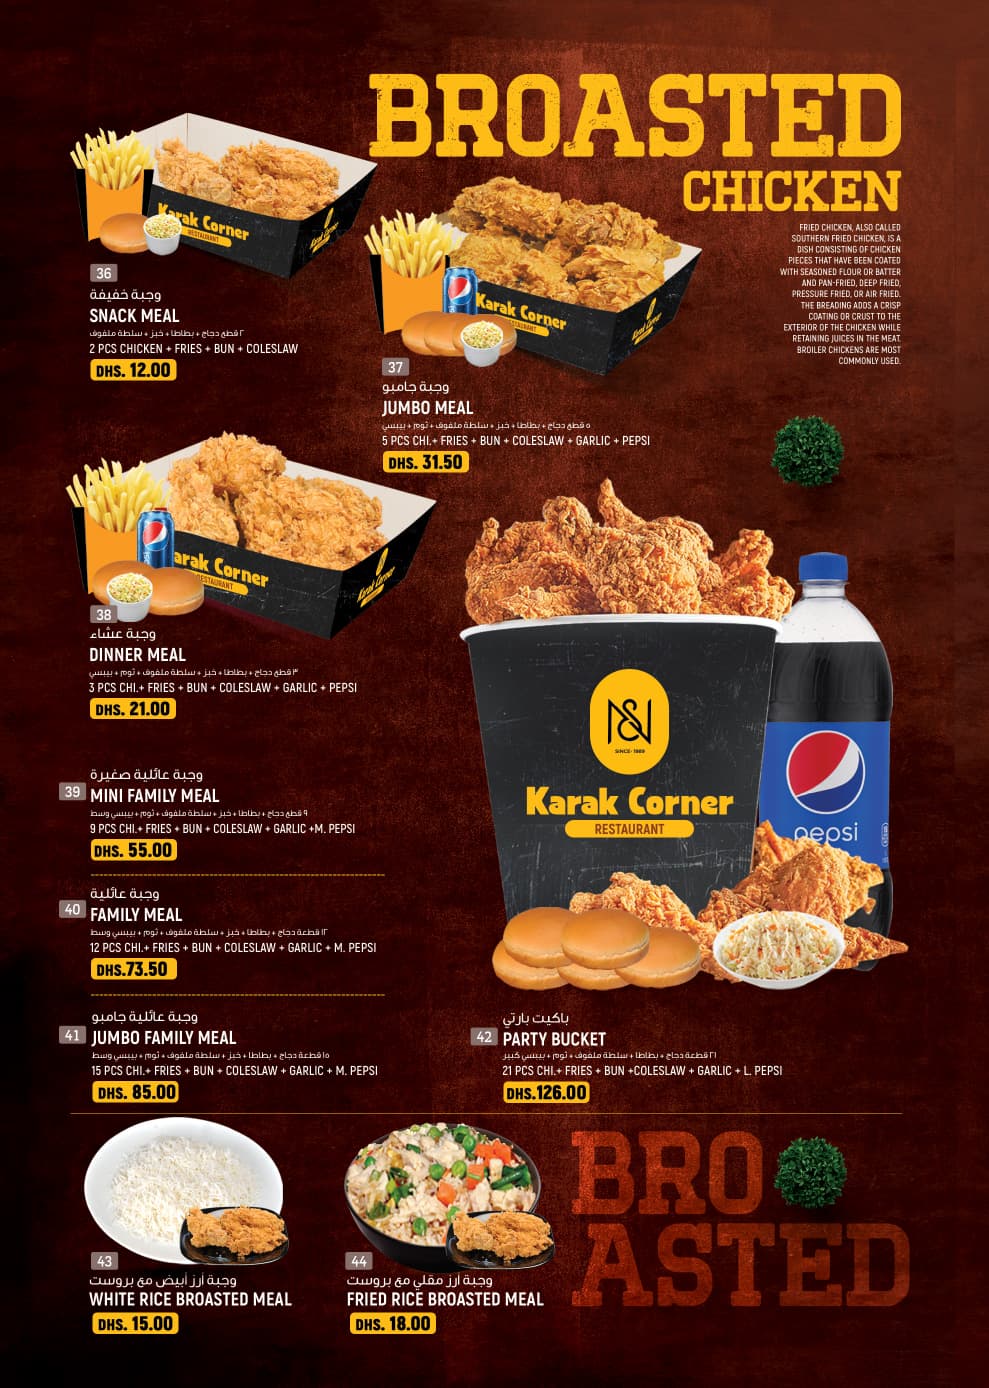 BROASTED
CHICKEN
FRIED CHICKEN, ALSO CALLED
SOUTHERN FRIED CHICKEN, IS A
DISH CONSISTING OF CHICKEN
PIECES THAT HAVE BEEN COATED
WITH SEASONED FLOUR OR BATTER
AND PAN-FRIED, DEEP FRIED,
PRESSURE FRIED, OR AIR FRIED.
THE BREADING ADDS A CRISP
COATING OR CRUST TO THE
EXTERIOR OF THE CHICKEN WHILE
RETAINING JUICES IN THE MEAT.
BROILER CHICKENS ARE MOST
COMMONLY USED.
Karak Corner
RESTAURANT
Karak Corner
36
وجبة خفيفة
SNACK MEAL
٢ قطع دجاج + بطاطا + خبز + سلطة ملفوف
2 PCS CHICKEN + FRIES + BUN + COLESLAW
DHS. 12.00
Karak Corner
RESTAURANT
Karak Corner
37
وجبة جامبو
JUMBO MEAL
٥ قطع دجاج + بطاطا + خبز + سلطة ملفوف + ثوم + بيبسي
5 PCS CHI.+ FRIES + BUN + COLESLAW + GARLIC + PEPSI
DHS. 31.50
arak Corner
RESTAURANT
Karak Corner
38
وجبة عشاء
DINNER MEAL
٣ قطع دجاج + بطاطا + خبز + سلطة ملفوف + ثوم + بيبسي
3 PCS CHI.+ FRIES + BUN + COLESLAW + GARLIC + PEPSI
DHS. 21.00
39
وجبة عائلية صغيرة
MINI FAMILY MEAL
٩ قطع دجاج + بطاطا + خبز + سلطة ملفوف + ثوم + بيبسي وسط
9 PCS CHI.+ FRIES + BUN + COLESLAW + GARLIC +M. PEPSI
DHS. 55.00
40
وجبة عائلية
FAMILY MEAL
١٢ قطعة دجاج + بطاطا + خبز + سلطة ملفوف + ثوم + بيبسي وسط
12 PCS CHI.+ FRIES + BUN + COLESLAW + GARLIC + M. PEPSI
DHS.73.50
41
وجبة عائلية جامبو
JUMBO FAMILY MEAL
١٥ قطعة دجاج + بطاطا + خبز + سلطة ملفوف + ثوم + بيبسي وسط
15 PCS CHI.+ FRIES + BUN + COLESLAW + GARLIC + M. PEPSI
DHS. 85.00
N&N
SINCE- 1989
Karak Corner
RESTAURANT
pepsi
42
باكيت بارتي
PARTY BUCKET
٢١ قطعة دجاج + بطاطا + سلطة ملفوف + ثوم + بيبسي كبير
21 PCS CHI.+ FRIES + BUN +COLESLAW + GARLIC + L. PEPSI
DHS.126.00
43
وجبة أرز أبيض مع بروست
WHITE RICE BROASTED MEAL
DHS. 15.00
44
وجبة أرز مقلي مع بروست
FRIED RICE BROASTED MEAL
DHS. 18.00
BRO
ASTED